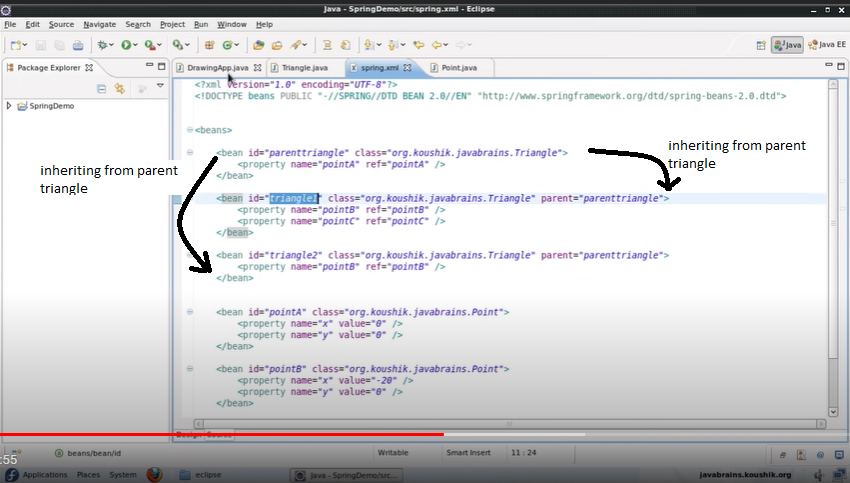 Java - SpringDemo/src/spring.xml - Eclipse
File Edit Source Navigate Search Project Run Window Help
Java Java EE
Package Explorer
DrawingApp.java Triangle.java spring.xml Point.java
SpringDemo
<?xml version="1.0" encoding="UTF-8"?>
<!DOCTYPE beans PUBLIC "-//SPRING//DTD BEAN 2.0//EN" "http://www.springframework.org/dtd/spring-beans-2.0.dtd">
<beans>
<bean id="parenttriangle" class="org.koushik.javabrains.Triangle">
<property name="pointA" ref="pointA" />
</bean>
inheriting from parent
triangle
inheriting from parent
triangle
<bean id="triangle1" class="org.koushik.javabrains.Triangle" parent="parenttriangle">
<property name="pointB" ref="pointB" />
<property name="pointC" ref="pointC" />
</bean>
<bean id="triangle2" class="org.koushik.javabrains.Triangle" parent="parenttriangle">
<property name="pointB" ref="pointB" />
</bean>
<bean id="pointA" class="org.koushik.javabrains.Point">
<property name="x" value="0" />
<property name="y" value="0" />
</bean>
<bean id="pointB" class="org.koushik.javabrains.Point">
<property name="x" value="-20" />
<property name="y" value="0" />
</bean>
Design Source
beans/bean/id Writable Smart Insert 11 : 24
:55
Applications Places System eclipse Java - SpringDemo/src... javabrains.koushik.org